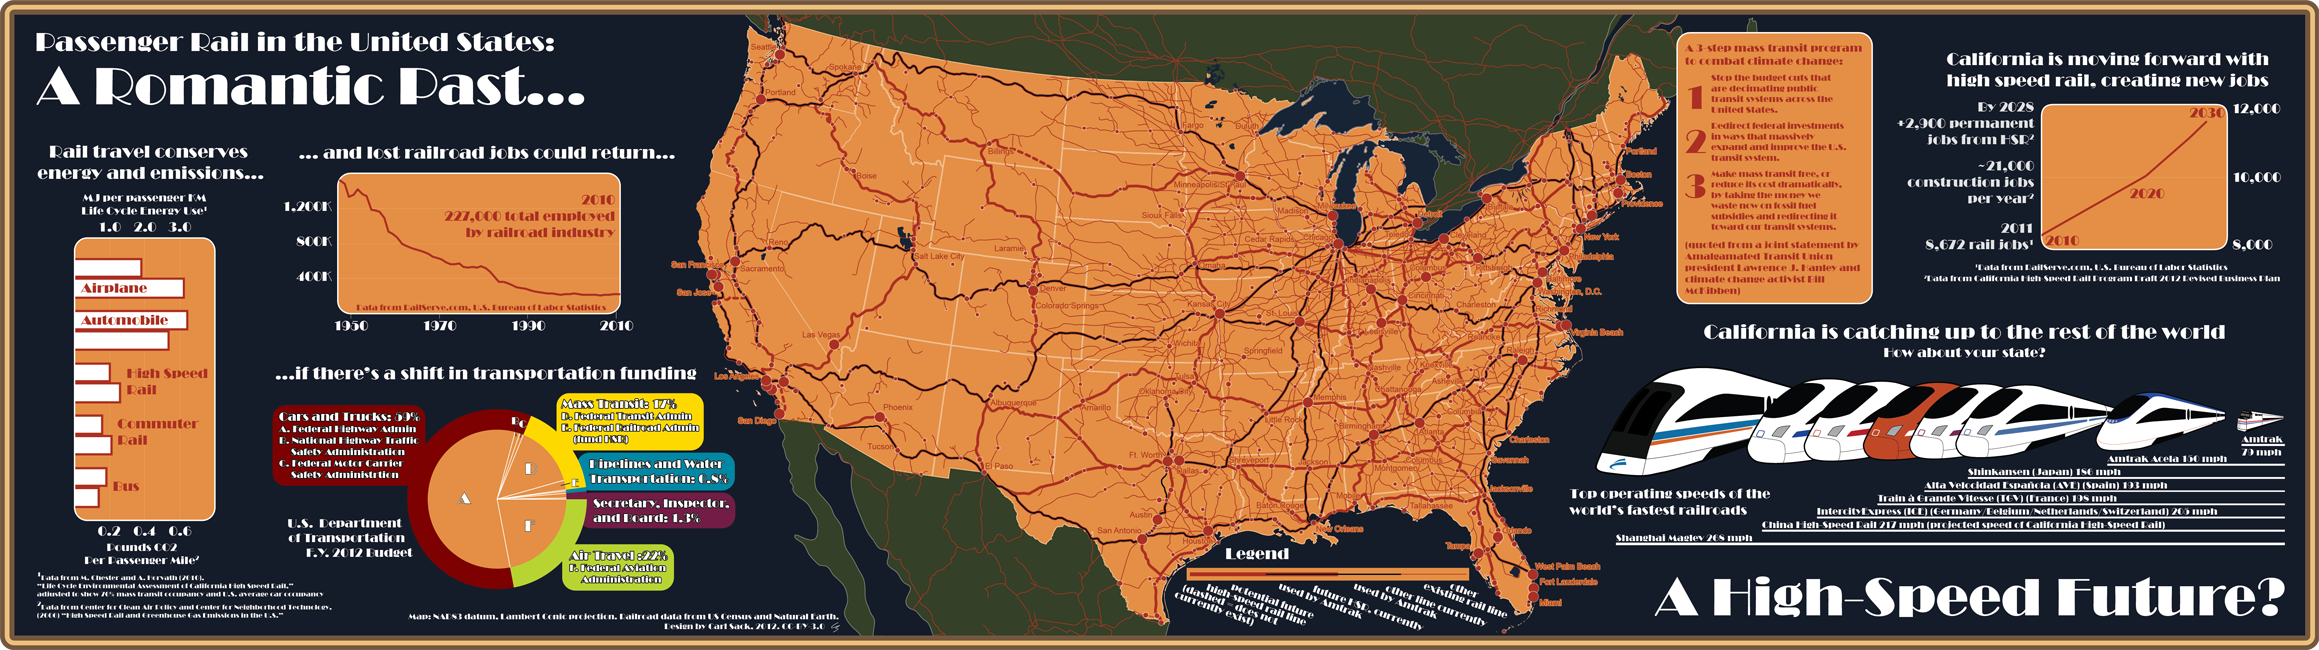 Passenger Rail in the United States:
A Romantic Past...
Rail travel conserves
energy and emissions...
MJ per passenger KM
Life Cycle Energy Use¹
1.0 2.0 3.0
Airplane
Automobile
High Speed
Rail
Commuter
Rail
Bus
0.2 0.4 0.6
Pounds CO2
Per Passenger Mile²
¹Data from M. Chester and A. Horvath (2010),
"Life Cycle Environmental Assessment of California High Speed Rail,"
adjusted to show 20% mass transit occupancy and U.S. average car occupancy
²Data from Center for Clean Air Policy and Center for Neighborhood Technology,
(2006) "High Speed Rail and Greenhouse Gas Emissions in the U.S."
... and lost railroad jobs could return...
1,200K
800K
400K
2010
227,000 total employed
by railroad industry
Data from RailServe.com, U.S. Bureau of Labor Statistics
1950 1970 1990 2010
...if there's a shift in transportation funding
Cars and Trucks: 59%
A. Federal Highway Admin
B. National Highway Traffic
Safety Administration
C. Federal Motor Carrier
Safety Administration
Mass Transit: 17%
D. Federal Transit Admin
E. Federal Railroad Admin
(fund HSR)
Pipelines and Water
Transportation: 0.8%
Secretary, Inspector,
and Board: 1.3%
Air Travel :22%
F. Federal Aviation
Administration
A
B
C
D
E
F
U.S. Department
of Transportation
F.Y. 2012 Budget
Map: NAD83 datum, Lambert Conic projection. Railroad data from US Census and Natural Earth.
Design by Carl Sack, 2012. CC-BY-3.0
Seattle
Spokane
Portland
Boise
Billings
Fargo
Duluth
Minneapolis/St Paul
Sioux Falls
Madison
Milwaukee
Detroit
Toledo
Cleveland
Cedar Rapids
Chicago
Omaha
Reno
Sacramento
San Francisco
San Jose
Salt Lake City
Laramie
Denver
Colorado Springs
Las Vegas
Los Angeles
San Diego
Phoenix
Tucson
Albuquerque
El Paso
Amarillo
Wichita
Kansas City
St. Louis
Springfield
Tulsa
Oklahoma City
Little Rock
Memphis
Nashville
Knoxville
Asheville
Chattanooga
Louisville
Indianapolis
Cincinnati
Columbus
Pittsburgh
Charleston
Roanoke
Raleigh
Richmond
Virginia Beach
Washington, D.C.
Baltimore
Philadelphia
New York
Providence
Boston
Portland
Columbia
Charleston
Savannah
Atlanta
Birmingham
Columbus
Montgomery
Jackson
Shreveport
Ft. Worth
Dallas
Austin
San Antonio
Houston
Baton Rouge
New Orleans
Mobile
Tallahassee
Jacksonville
Orlando
Tampa
West Palm Beach
Fort Lauderdale
Miami
Legend
potential future
high speed rail line
(dashed = does not
currently exist)
future HSR, currently
used by Amtrak
other line currently
used by Amtrak
other
existing rail line
A 3-step mass transit program
to combat climate change:
1
Stop the budget cuts that
are decimating public
transit systems across the
United States.
2
Redirect federal investments
in ways that massively
expand and improve the U.S.
transit system.
3
Make mass transit free, or
reduce its cost dramatically,
by taking the money we
waste now on fossil fuel
subsidies and redirecting it
toward our transit systems.
(quoted from a joint statement by
Amalgamated Transit Union
president Lawrence J. Hanley and
climate change activist Bill
McKibben)
California is moving forward with
high speed rail, creating new jobs
By 2028
+2,900 permanent
jobs from HSR²
~21,000
construction jobs
per year²
2011
8,672 rail jobs¹
2030
2020
2010
12,000
10,000
8,000
¹Data from RailServe.com, U.S. Bureau of Labor Statistics
²Data from California High-Speed Rail Program Draft 2012 Revised Business Plan
California is catching up to the rest of the world
How about your state?
Top operating speeds of the
world's fastest railroads
Amtrak
79 mph
Amtrak Acela 150 mph
Shinkansen (Japan) 186 mph
Alta Velocidad Española (AVE) (Spain) 193 mph
Train à Grande Vitesse (TGV) (France) 198 mph
InterCityExpress (ICE) (Germany/Belgium/Netherlands/Switzerland) 205 mph
China High-Speed Rail 217 mph (projected speed of California High-Speed Rail)
Shanghai Maglev 268 mph
A High-Speed Future?